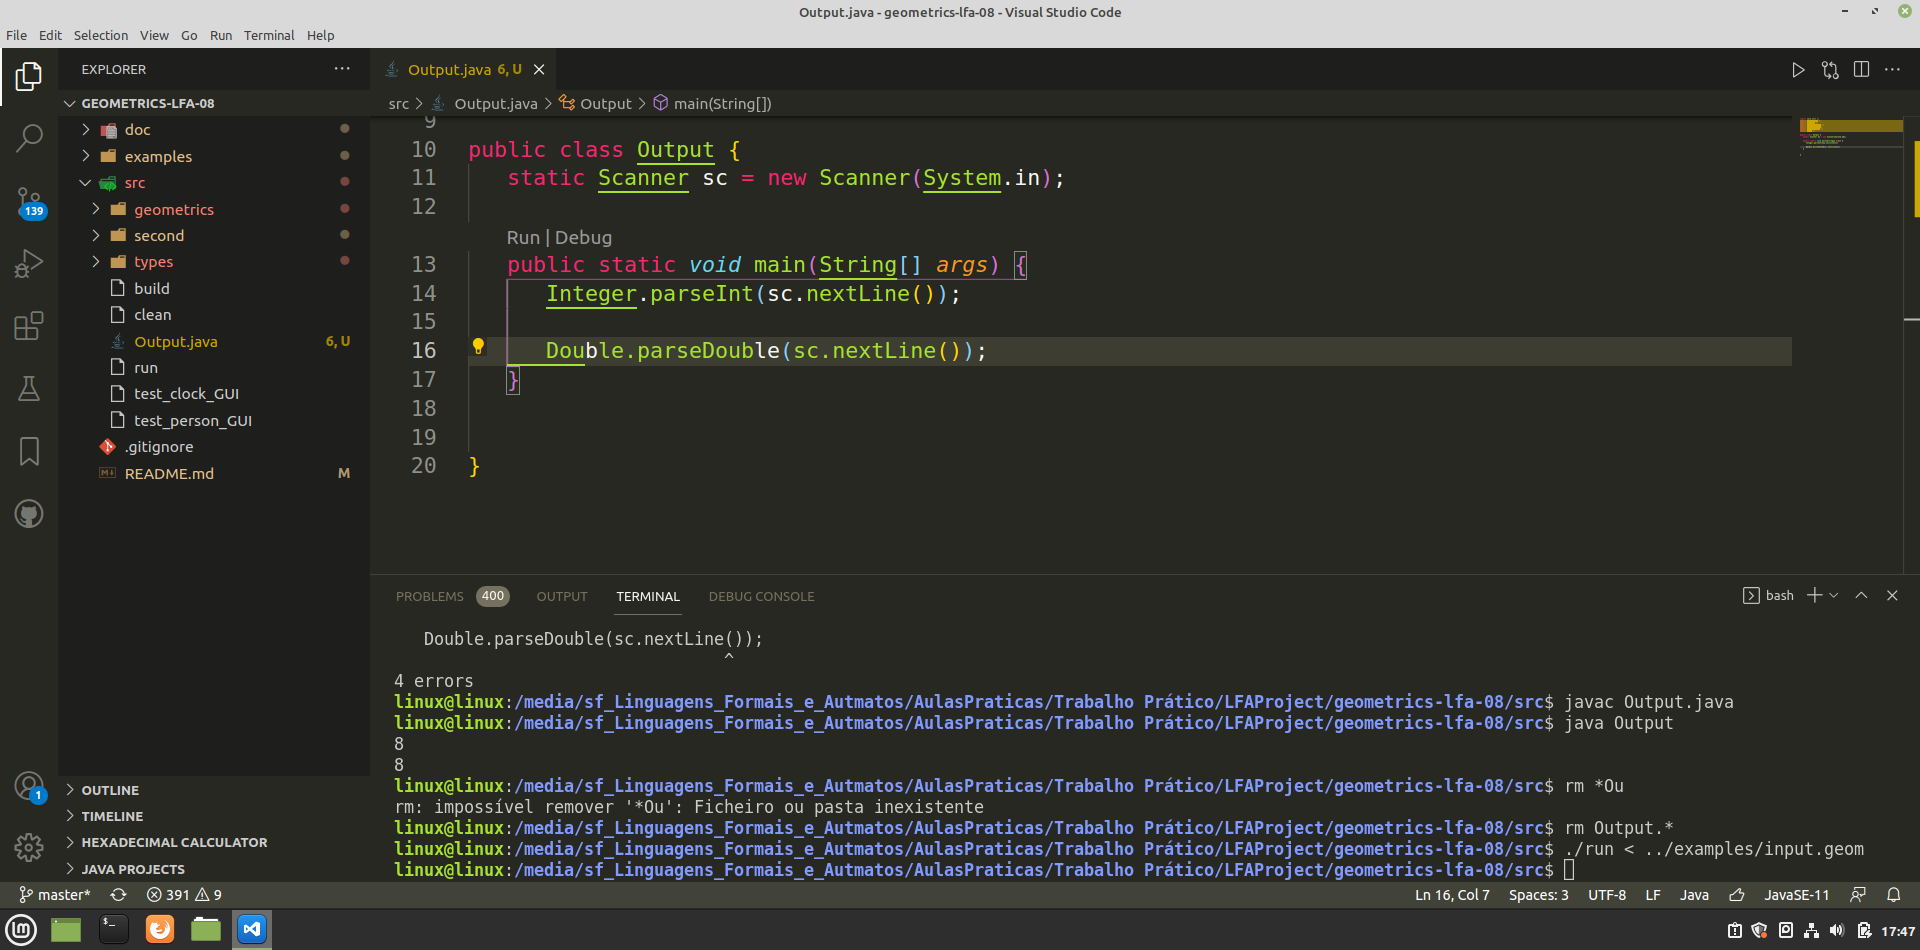 Output.java - geometrics-lfa-08 - Visual Studio Code
File Edit Selection View Go Run Terminal Help
EXPLORER
GEOMETRICS-LFA-08
doc
examples
src
geometrics
second
types
build
clean
Output.java 6, U
run
test_clock_GUI
test_person_GUI
.gitignore
README.md M
OUTLINE
TIMELINE
HEXADECIMAL CALCULATOR
JAVA PROJECTS
139
1
Output.java 6, U
src > Output.java > Output > main(String[])
9
10 public class Output {
11 static Scanner sc = new Scanner(System.in);
12
Run | Debug
13 public static void main(String[] args) {
14 Integer.parseInt(sc.nextLine());
15
16 Double.parseDouble(sc.nextLine());
17 }
18
19
20 }
PROBLEMS 400 OUTPUT TERMINAL DEBUG CONSOLE
bash
Double.parseDouble(sc.nextLine());
^
4 errors
linux@linux:/media/sf_Linguagens_Formais_e_Autmatos/AulasPraticas/Trabalho Prático/LFAProject/geometrics-lfa-08/src$ javac Output.java
linux@linux:/media/sf_Linguagens_Formais_e_Autmatos/AulasPraticas/Trabalho Prático/LFAProject/geometrics-lfa-08/src$ java Output
8
8
linux@linux:/media/sf_Linguagens_Formais_e_Autmatos/AulasPraticas/Trabalho Prático/LFAProject/geometrics-lfa-08/src$ rm *Ou
rm: impossível remover '*Ou': Ficheiro ou pasta inexistente
linux@linux:/media/sf_Linguagens_Formais_e_Autmatos/AulasPraticas/Trabalho Prático/LFAProject/geometrics-lfa-08/src$ rm Output.*
linux@linux:/media/sf_Linguagens_Formais_e_Autmatos/AulasPraticas/Trabalho Prático/LFAProject/geometrics-lfa-08/src$ ./run < ../examples/input.geom
linux@linux:/media/sf_Linguagens_Formais_e_Autmatos/AulasPraticas/Trabalho Prático/LFAProject/geometrics-lfa-08/src$
master* 391 9 Ln 16, Col 7 Spaces: 3 UTF-8 LF Java JavaSE-11
17:47